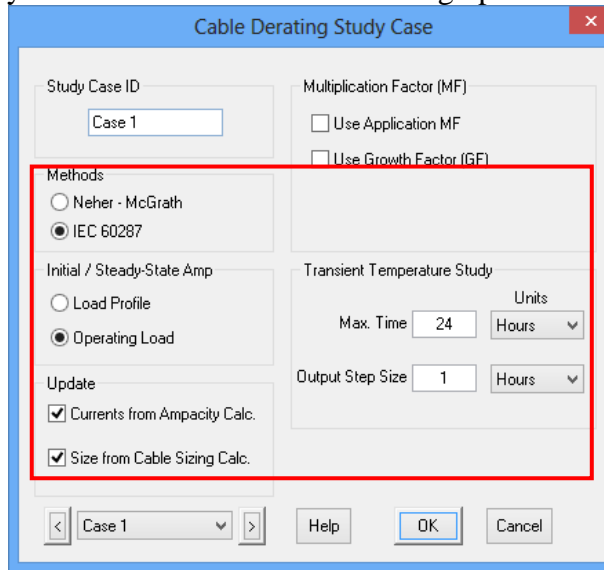 Cable Derating Study Case
Study Case ID
Case 1
Multiplication Factor (MF)
Use Application MF
Use Growth Factor (GF)
Methods
Neher - McGrath
IEC 60287
Initial / Steady-State Amp
Load Profile
Operating Load
Transient Temperature Study
Units
Max. Time 24 Hours
Output Step Size 1 Hours
Update
Currents from Ampacity Calc.
Size from Cable Sizing Calc.
< Case 1 > Help OK Cancel